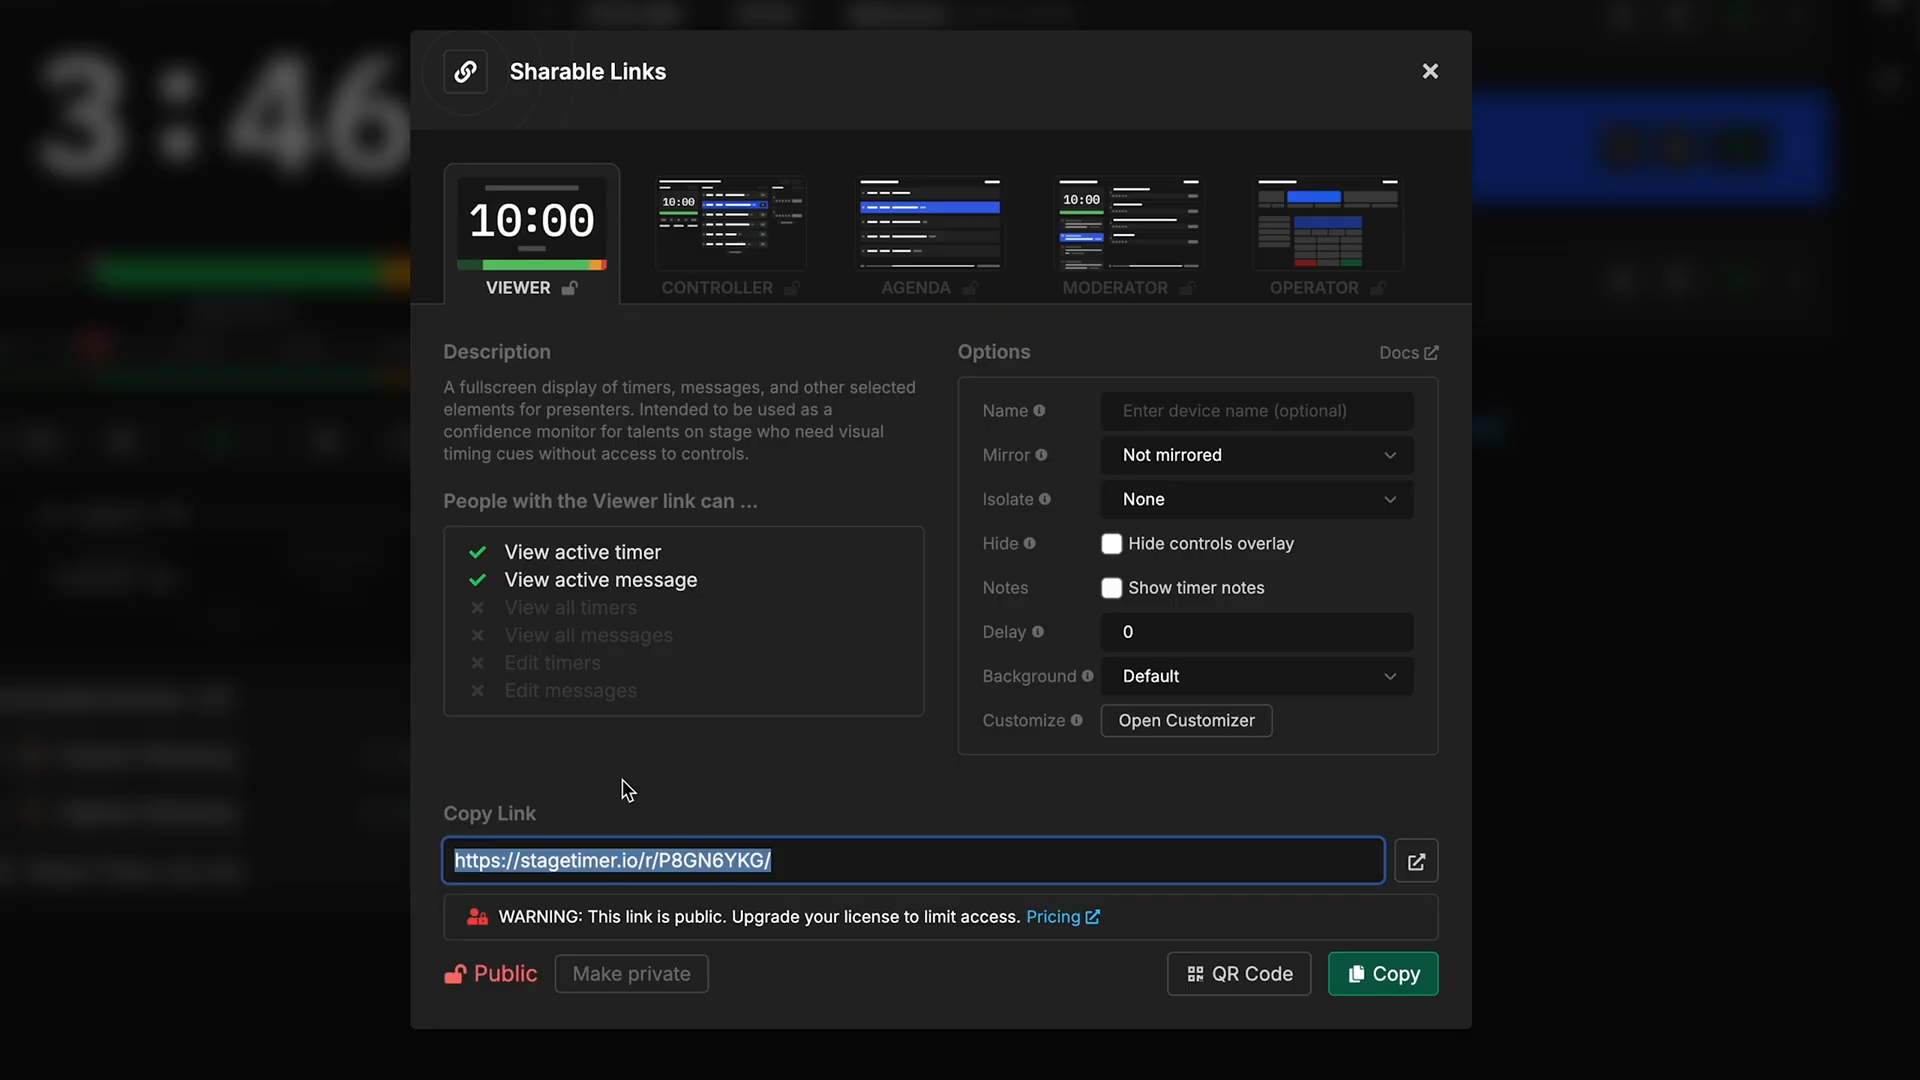 3:46
Sharable Links
10:00
VIEWER
10:00
CONTROLLER
AGENDA
10:00
MODERATOR
OPERATOR
Description
A fullscreen display of timers, messages, and other selected
elements for presenters. Intended to be used as a
confidence monitor for talents on stage who need visual
timing cues without access to controls.
People with the Viewer link can ...
View active timer
View active message
View all timers
View all messages
Edit timers
Edit messages
Options
Docs
Name
Enter device name (optional)
Mirror
Not mirrored
Isolate
None
Hide
Hide controls overlay
Notes
Show timer notes
Delay
0
Background
Default
Customize
Open Customizer
Copy Link
https://stagetimer.io/r/P8GN6YKG/
WARNING: This link is public. Upgrade your license to limit access. Pricing
Public
Make private
QR Code
Copy